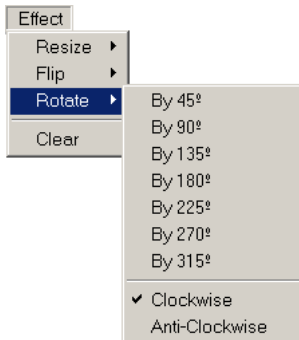 Effect
Resize
Flip
Rotate
Clear
By 45º
By 90º
By 135º
By 180º
By 225º
By 270º
By 315º
Clockwise
Anti-Clockwise